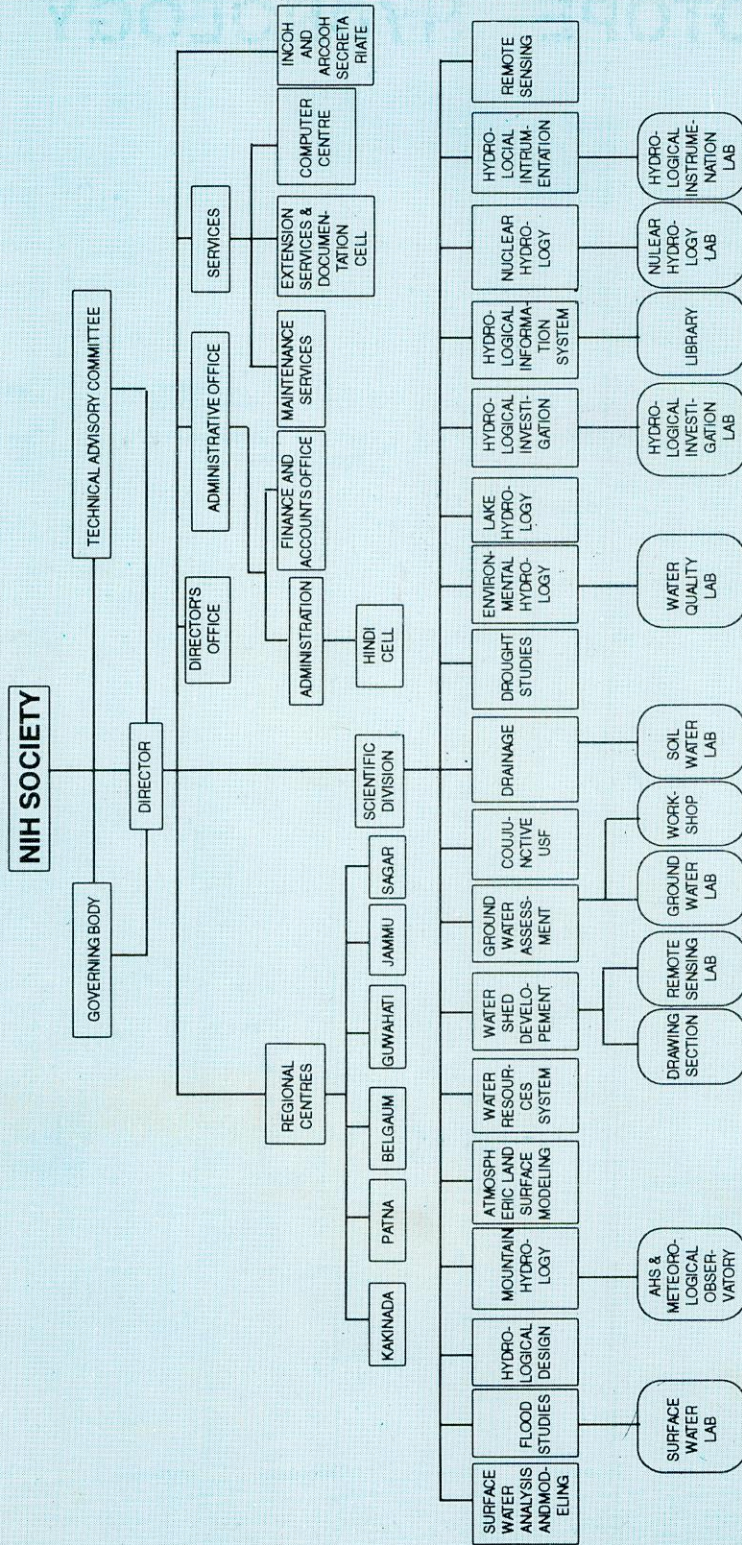 NIH SOCIETY
GOVERNING BODY
TECHNICAL ADVISORY COMMITTEE
DIRECTOR
REGIONAL
CENTRES
SCIENTIFIC
DIVISION
DIRECTOR'S
OFFICE
ADMINISTRATIVE OFFICE
SERVICES
INCOH
AND
ARCOOH
SECRETA
RIATE
KAKINADA
PATNA
BELGAUM
GUWAHATI
JAMMU
SAGAR
ADMINISTRATION
FINANCE AND
ACCOUNTS OFFICE
HINDI
CELL
MAINTENANCE
SERVICES
EXTENSION
SERVICES &
DOCUMEN-
TATION
CELL
COMPUTER
CENTRE
SURFACE
WATER
ANALYSIS
ANDMOD-
ELING
FLOOD
STUDIES
HYDRO-
LOGICAL
DESIGN
MOUNTAIN
HYDRO-
LOGY
ATMOSPH
ERIC LAND
SURFACE
MODELING
WATER
RESOUR-
CES
SYSTEM
WATER
SHED
DEVELO-
PEMENT
GROUND
WATER
ASSESS-
MENT
COUJU-
NCTIVE
USF
DRAINAGE
DROUGHT
STUDIES
ENVIRON-
MENTAL
HYDRO-
LOGY
LAKE
HYDRO-
LOGY
HYDRO-
LOGICAL
INVESTI-
GATION
HYDRO-
LOGICAL
INFORMA-
TION
SYSTEM
NUCLEAR
HYDRO-
LOGY
HYDRO-
LOCIAL
INTRUM-
ENTATION
REMOTE
SENSING
SURFACE
WATER
LAB
AHS &
METEORO-
LOGICAL
OBSER-
VATORY
DRAWING
SECTION
REMOTE
SENSING
LAB
GROUND
WATER
LAB
WORK-
SHOP
SOIL
WATER
LAB
WATER
QUALITY
LAB
HYDRO-
LOGICAL
INVESTI-
GATION
LAB
LIBRARY
NULEAR
HYDRO-
LOGY
LAB
HYDRO-
LOGICAL
INSTRUME-
NATION
LAB